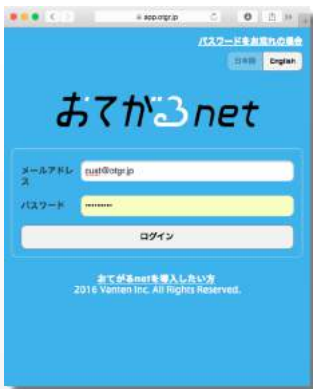 app.otgr.jp
パスワードをお忘れの場合
日本語 English
おてがるnet
メールアドレス
cust@otgr.jp
パスワード
ログイン
おてがるnetを導入したい方
2016 Vanten Inc. All Rights Reserved.